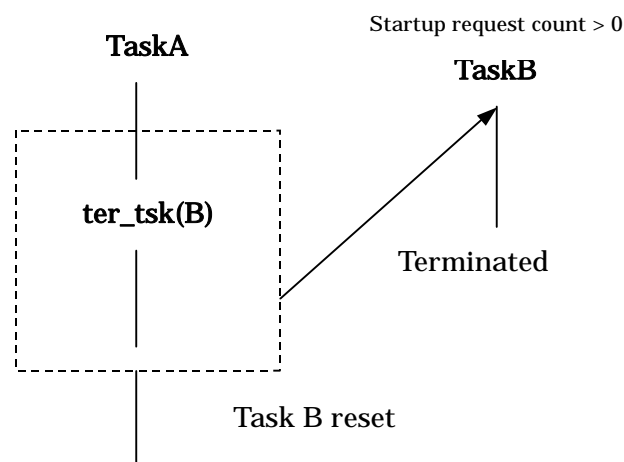 Startup request count > 0
TaskA
TaskB
ter_tsk(B)
Terminated
Task B reset